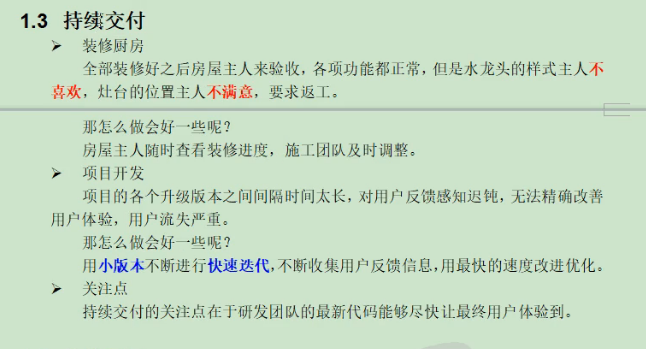 1.3 持续交付
➢ 装修厨房
全部装修好之后房屋主人来验收，各项功能都正常，但是水龙头的样式主人不
喜欢，灶台的位置主人不满意，要求返工。
那怎么做会好一些呢？
房屋主人随时查看装修进度，施工团队及时调整。
➢ 项目开发
项目的各个升级版本之间间隔时间太长，对用户反馈感知迟钝，无法精确改善
用户体验，用户流失严重。
那怎么做会好一些呢？
用小版本不断进行快速迭代，不断收集用户反馈信息，用最快的速度改进优化。
➢ 关注点
持续交付的关注点在于研发团队的最新代码能够尽快让最终用户体验到。